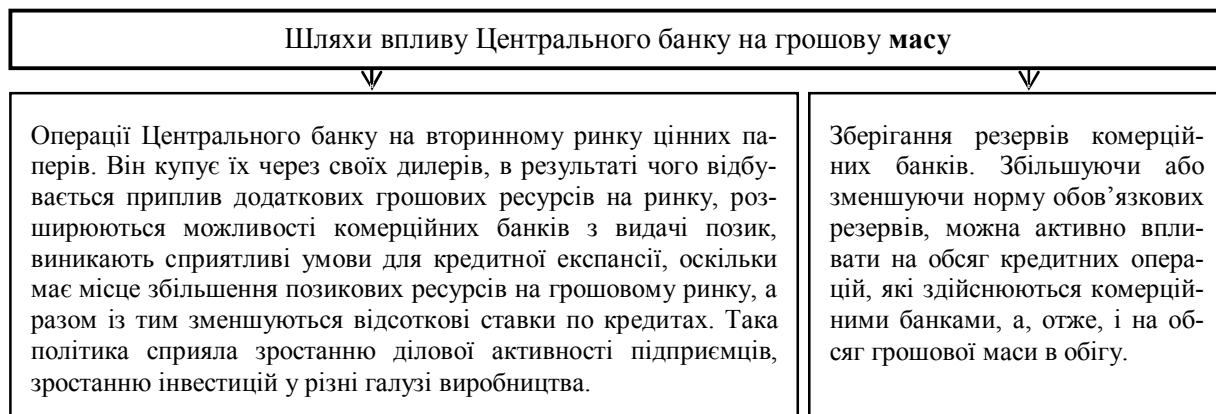 Шляхи впливу Центрального банку на грошову масу
Операції Центрального банку на вторинному ринку цінних па-
перів. Він купує їх через своїх дилерів, в результаті чого відбу-
вається приплив додаткових грошових ресурсів на ринку, роз-
ширюються можливості комерційних банків з видачі позик,
виникають сприятливі умови для кредитної експансії, оскільки
має місце збільшення позикових ресурсів на грошовому ринку, а
разом із тим зменшуються відсоткові ставки по кредитах. Така
політика сприяла зростанню ділової активності підприємців,
зростанню інвестицій у різні галузі виробництва.
Зберігання резервів комерцій-
них банків. Збільшуючи або
зменшуючи норму обов’язкових
резервів, можна активно впли-
вати на обсяг кредитних опера-
цій, які здійснюються комерцій-
ними банками, а, отже, і на об-
сяг грошової маси в обігу.